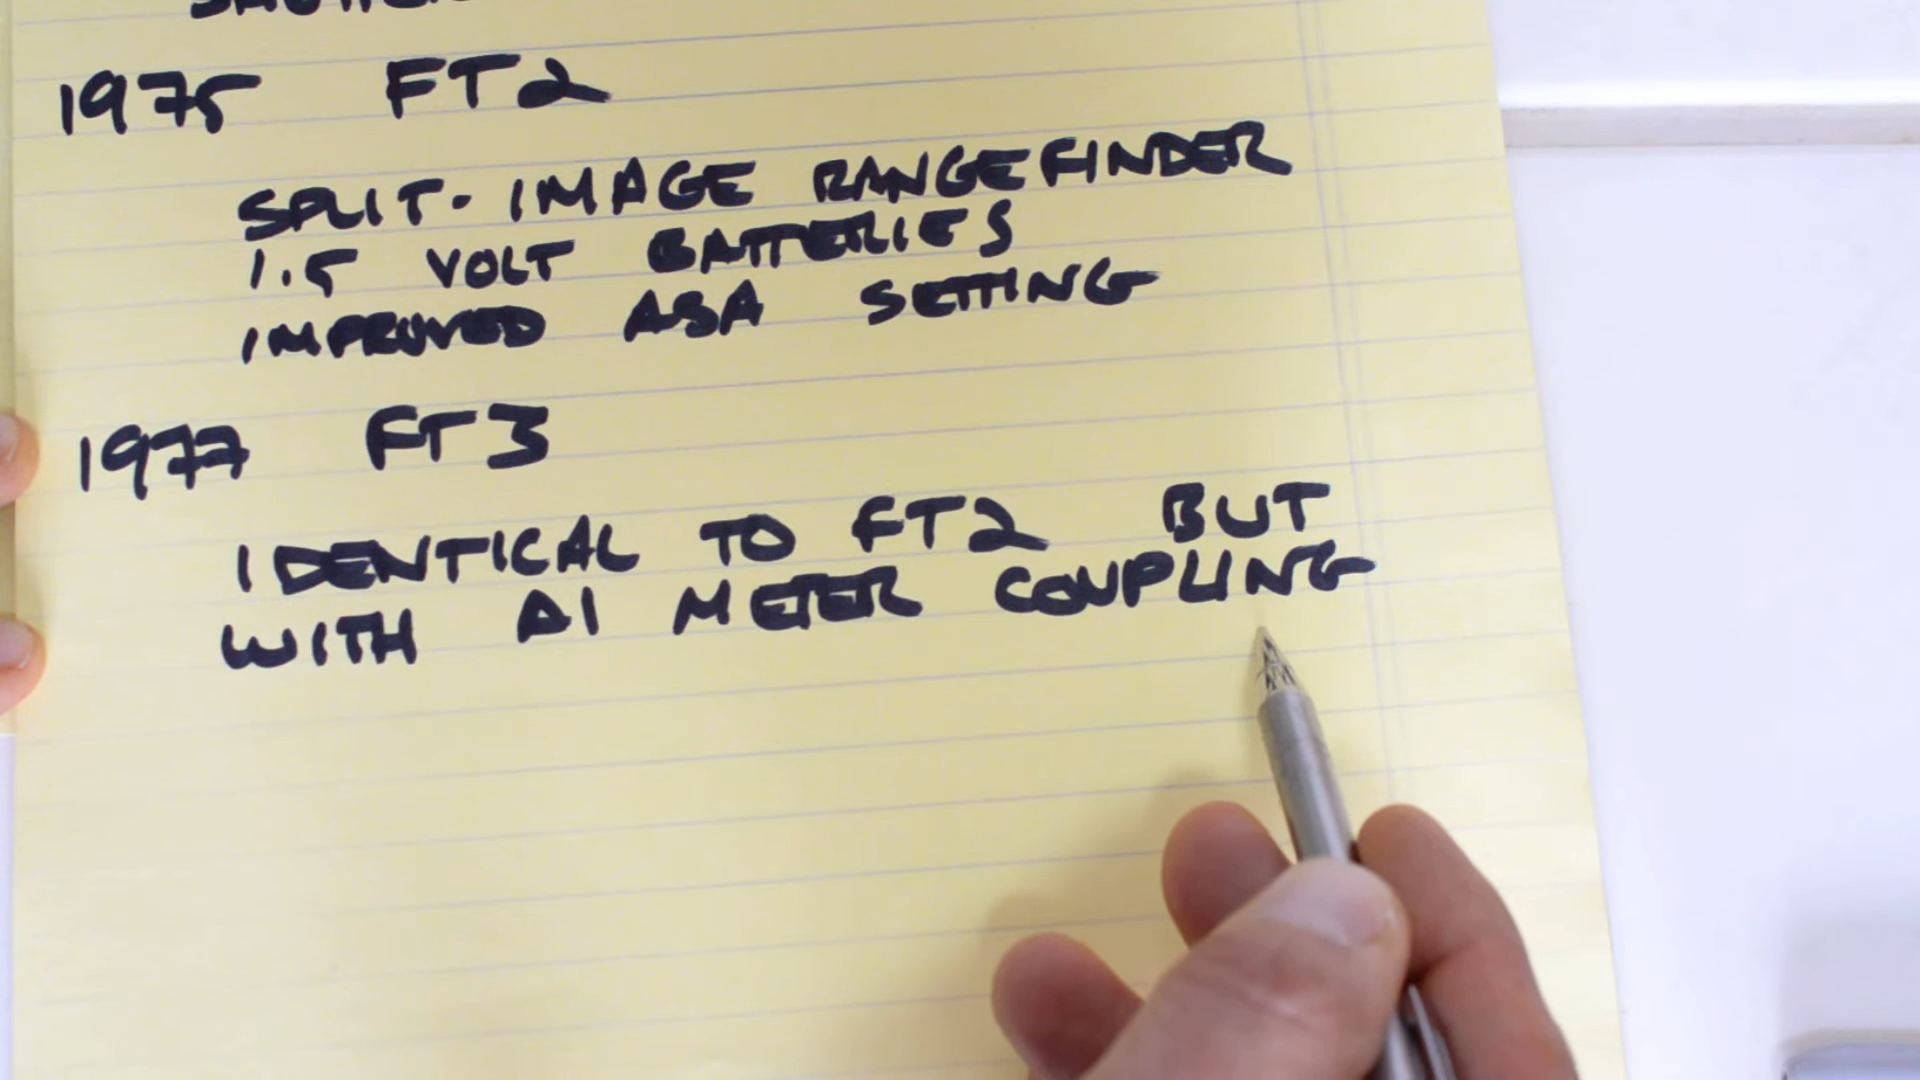 1975 FT2
SPLIT-IMAGE RANGEFINDER
1.5 VOLT BATTERIES
IMPROVED ASA SETTING
1977 FT3
IDENTICAL TO FT2 BUT
WITH AI METER COUPLING